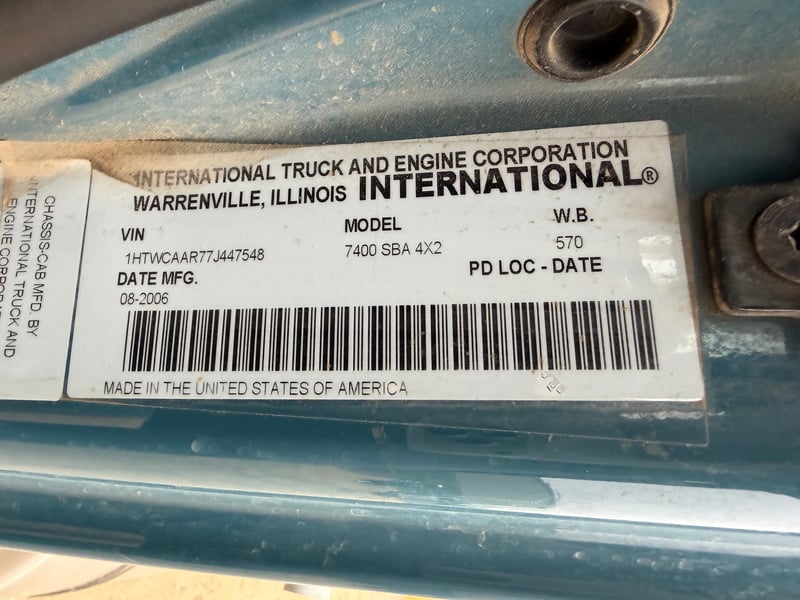 INTERNATIONAL TRUCK AND ENGINE CORPORATION
WARRENVILLE, ILLINOIS INTERNATIONAL®
VIN MODEL W.B.
1HTWCAAR77J447548 7400 SBA 4X2 570
DATE MFG. PD LOC - DATE
08-2006
MADE IN THE UNITED STATES OF AMERICA
CHASSIS-CAB MFD. BY
INTERNATIONAL TRUCK AND
ENGINE